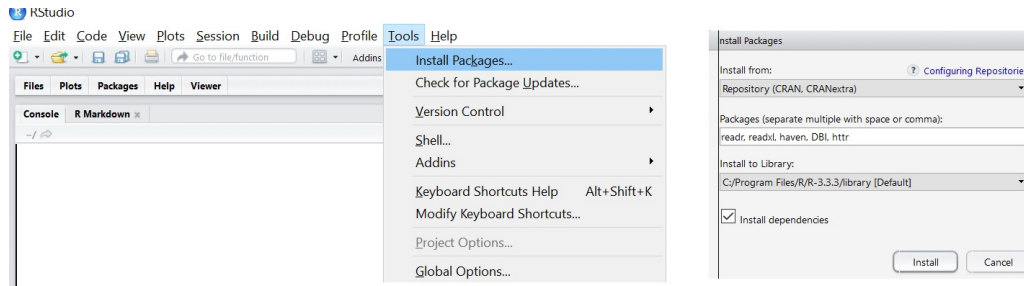 RStudio
File Edit Code View Plots Session Build Debug Profile Tools Help
Go to file/function Addins
Files Plots Packages Help Viewer
Console R Markdown ×
~/
Install Packages...
Check for Package Updates...
Version Control
Shell...
Addins
Keyboard Shortcuts Help Alt+Shift+K
Modify Keyboard Shortcuts...
Project Options...
Global Options...
nstall Packages
Install from: ? Configuring Repositorie
Repository (CRAN, CRANextra)
Packages (separate multiple with space or comma):
readr, readxl, haven, DBI, httr
Install to Library:
C:/Program Files/R/R-3.3.3/library [Default]
Install dependencies
Install Cancel